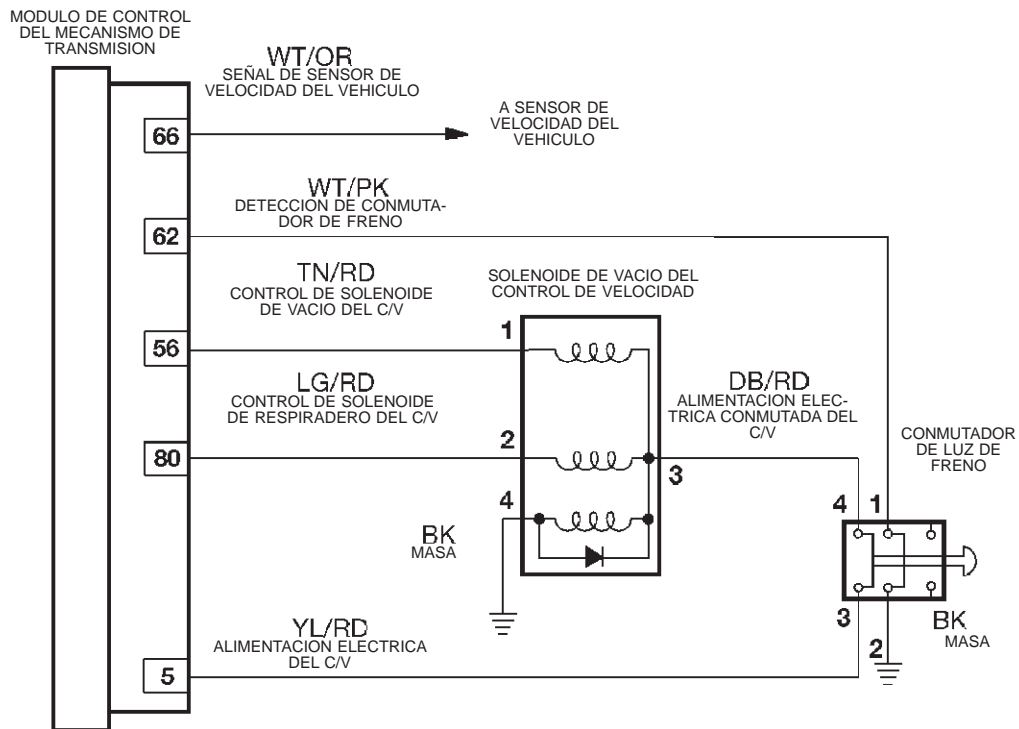 MODULO DE CONTROL
DEL MECANISMO DE
TRANSMISION
WT/OR
SEÑAL DE SENSOR DE
VELOCIDAD DEL VEHICULO
66
A SENSOR DE
VELOCIDAD DEL
VEHICULO
WT/PK
DETECCION DE CONMUTA-
DOR DE FRENO
62
TN/RD
CONTROL DE SOLENOIDE
DE VACIO DEL C/V
SOLENOIDE DE VACIO DEL
CONTROL DE VELOCIDAD
56
1
LG/RD
CONTROL DE SOLENOIDE
DE RESPIRADERO DEL C/V
DB/RD
ALIMENTACION ELEC-
TRICA CONMUTADA DEL
C/V
CONMUTADOR
DE LUZ DE
FRENO
80
2
3
4
BK
MASA
4 1
3
2
BK
MASA
YL/RD
ALIMENTACION ELECTRICA
DEL C/V
5